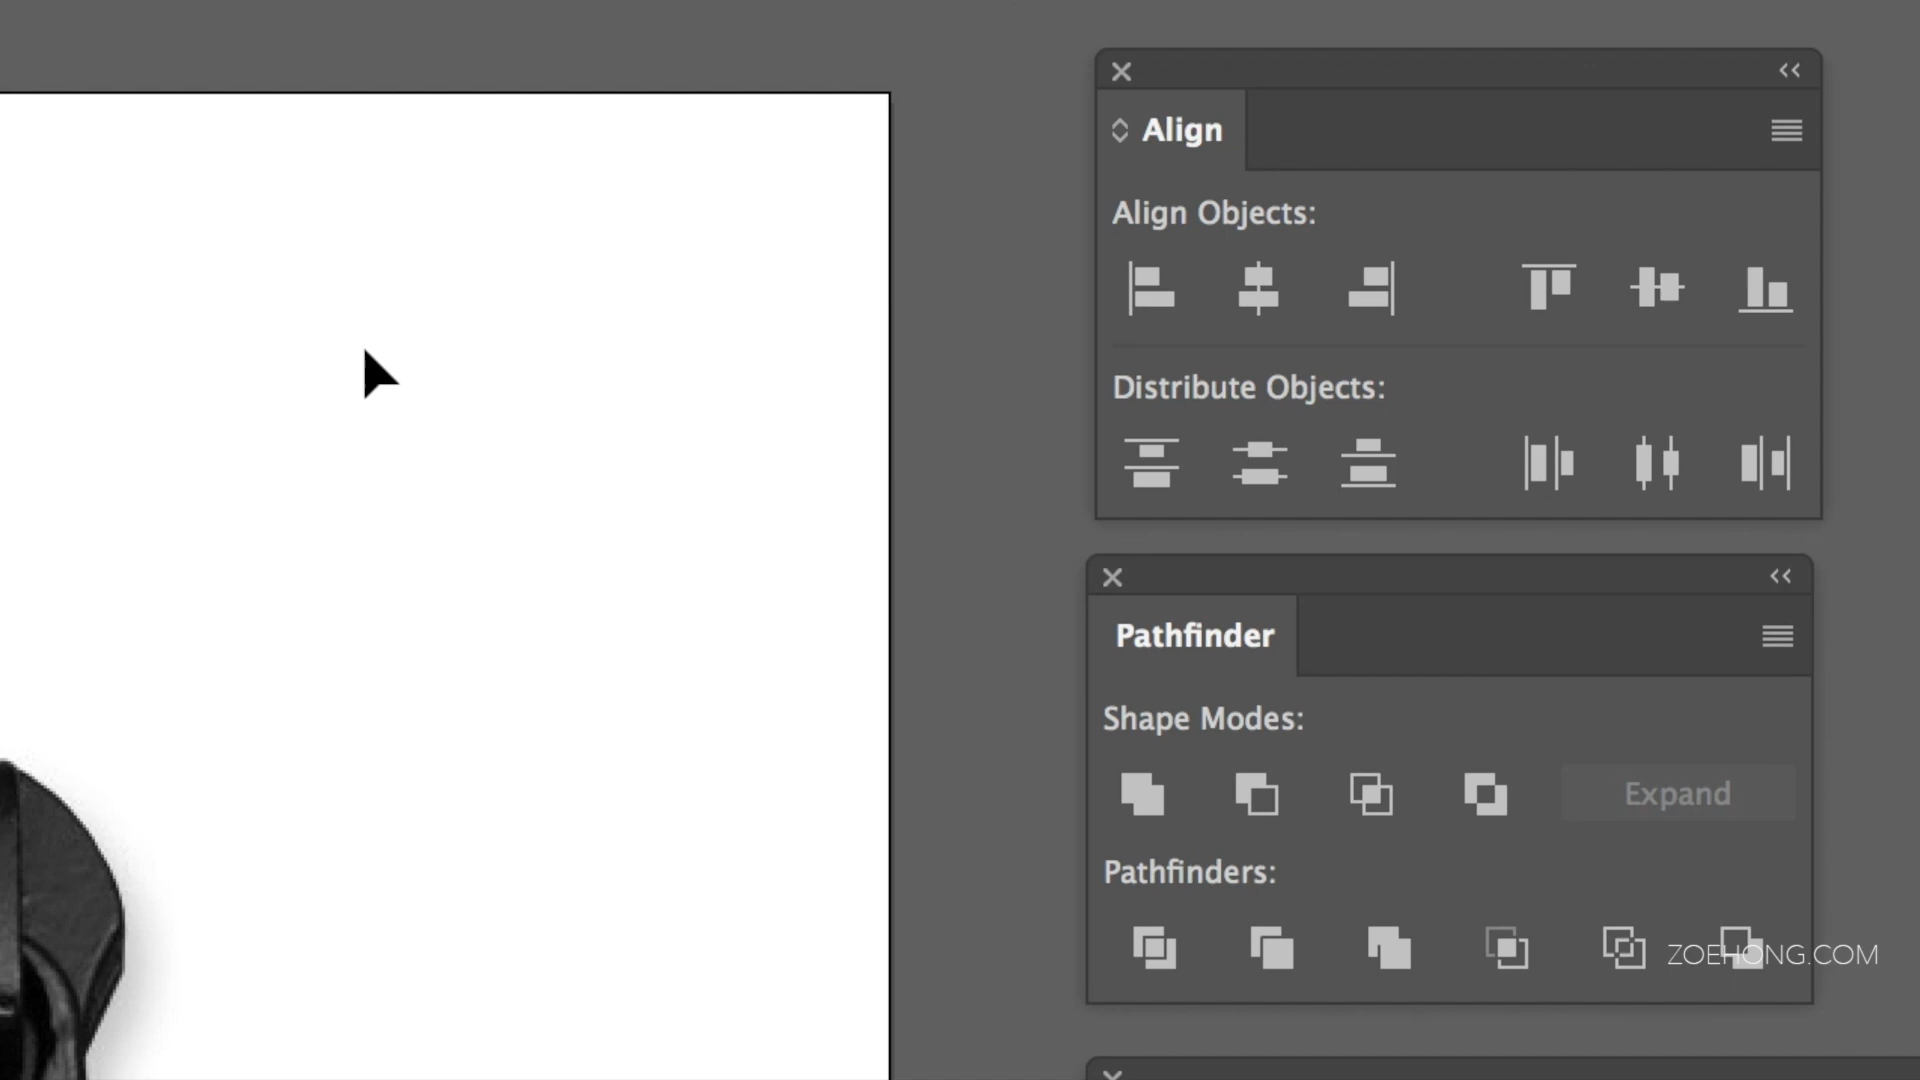 Align
Align Objects:
Distribute Objects:
Pathfinder
Shape Modes:
Expand
Pathfinders:
ZOEHONG.COM